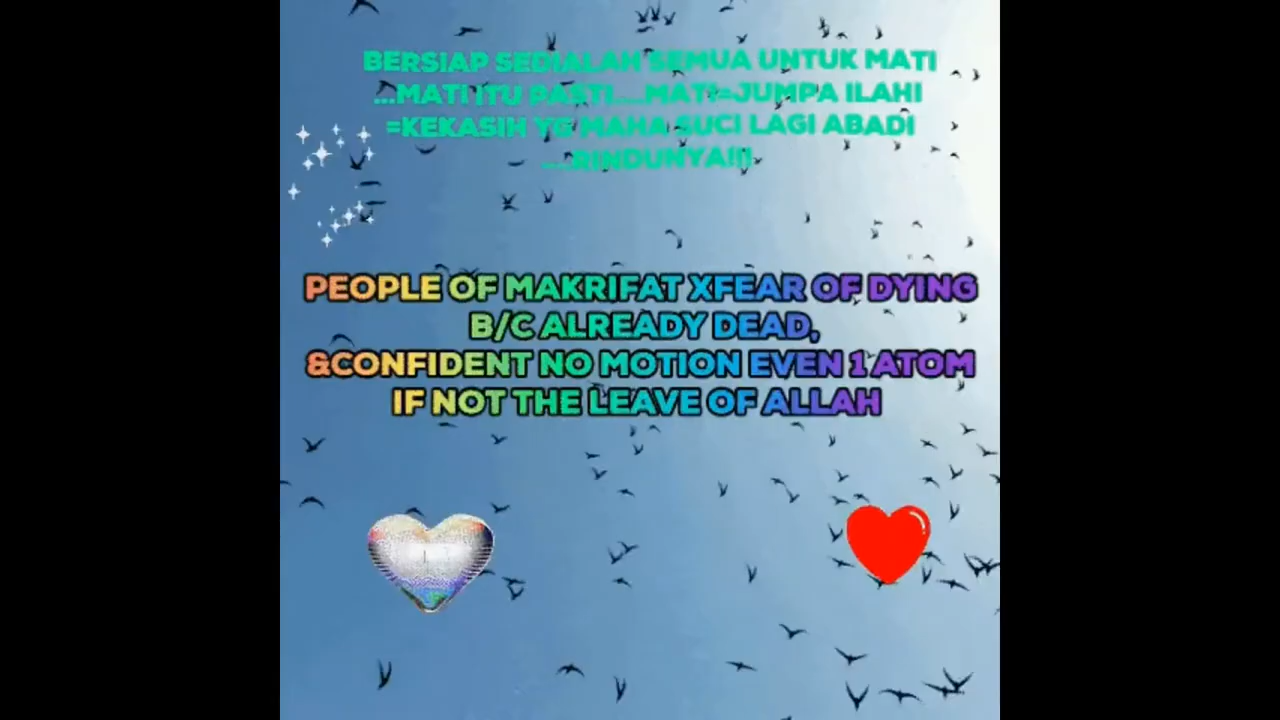 BERSIAP SEDIALAH SEMUA UNTUK MATI
...MATI ITU PASTI....MATI=JUMPA ILAHI
=KEKASIH YG MAHA SUCI LAGI ABADI
....RINDUNYA!!!
PEOPLE OF MAKRIFAT XFEAR OF DYING
B/C ALREADY DEAD,
&CONFIDENT NO MOTION EVEN 1 ATOM
IF NOT THE LEAVE OF ALLAH